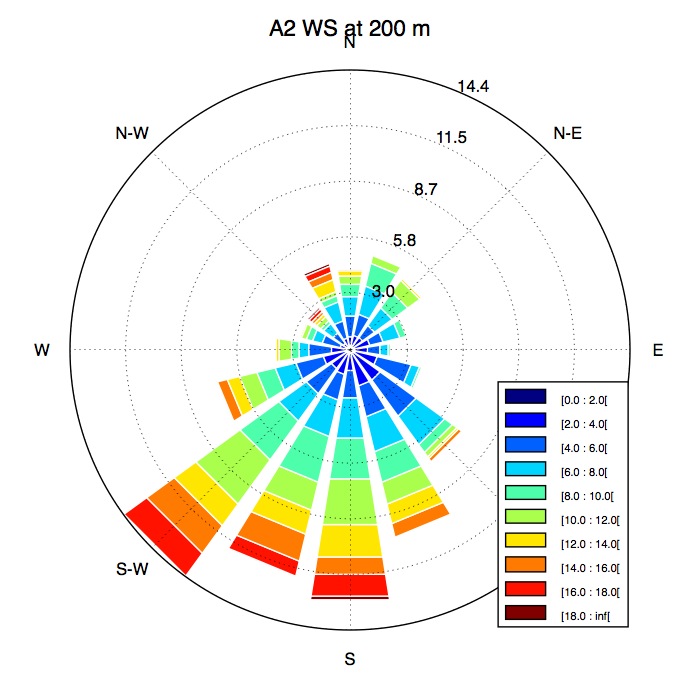 A2 WS at 200 m
N
14.4
11.5
8.7
5.8
3.0
N-W
N-E
W
E
S-W
S
[0.0 : 2.0[
[2.0 : 4.0[
[4.0 : 6.0[
[6.0 : 8.0[
[8.0 : 10.0[
[10.0 : 12.0[
[12.0 : 14.0[
[14.0 : 16.0[
[16.0 : 18.0[
[18.0 : inf[